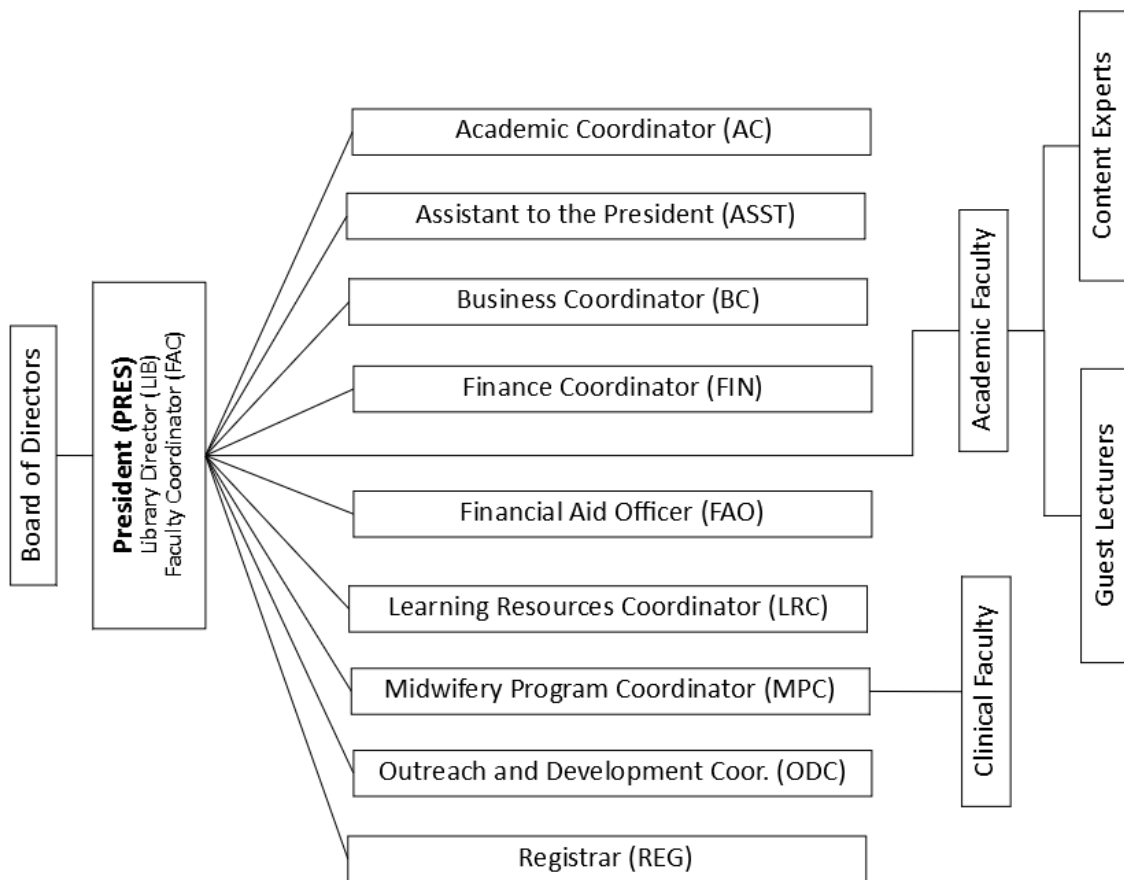 Board of Directors
President (PRES)
Library Director (LIB)
Faculty Coordinator (FAC)
Academic Coordinator (AC)
Assistant to the President (ASST)
Business Coordinator (BC)
Finance Coordinator (FIN)
Financial Aid Officer (FAO)
Learning Resources Coordinator (LRC)
Midwifery Program Coordinator (MPC)
Outreach and Development Coor. (ODC)
Registrar (REG)
Academic Faculty
Clinical Faculty
Content Experts
Guest Lecturers